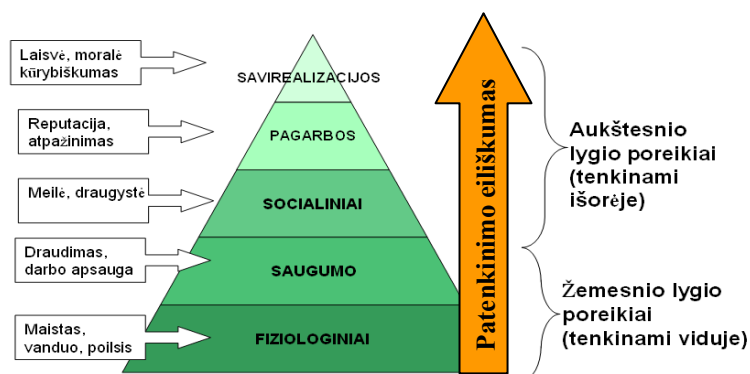 Laisvė, moralė
kūrybiškumas
SAVIREALIZACIJOS
Reputacija,
atpažinimas
PAGARBOS
Meilė, draugystė
SOCIALINIAI
Draudimas,
darbo apsauga
SAUGUMO
Maistas,
vanduo, poilsis
FIZIOLOGINIAI
Patenkinimo eiliškumas
Aukštesnio
lygio poreikiai
(tenkinami
išorėje)
Žemesnio lygio
poreikiai
(tenkinami viduje)